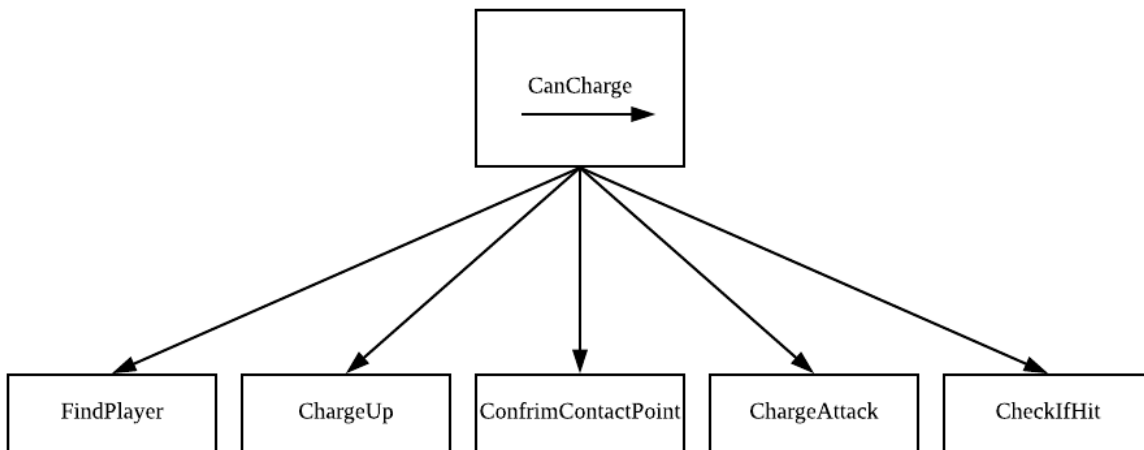 CanCharge
FindPlayer
ChargeUp
ConfrimContactPoint
ChargeAttack
CheckIfHit